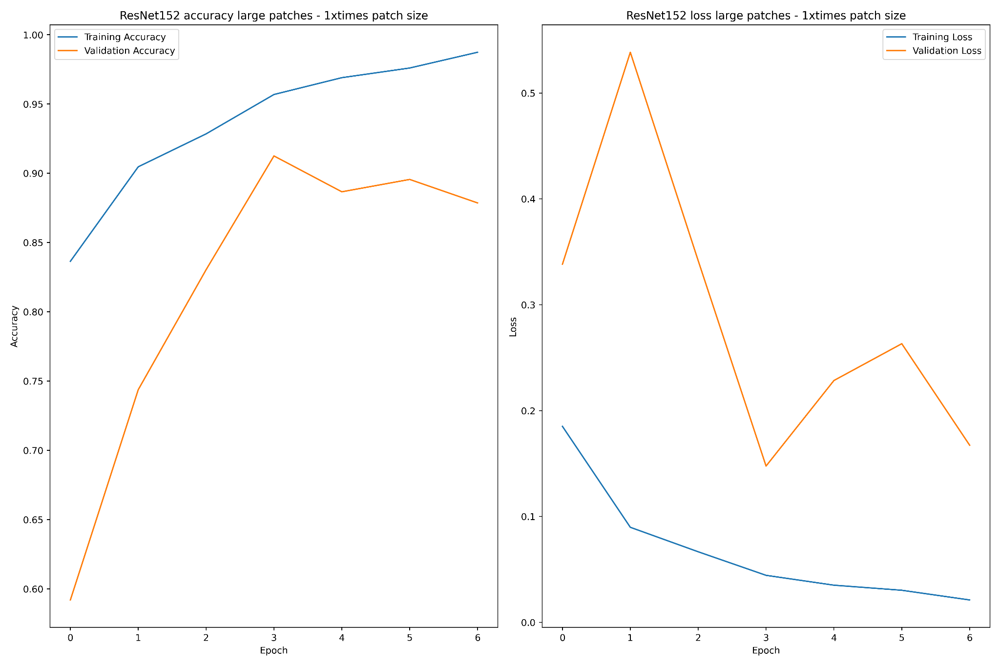 ResNet152 accuracy large patches - 1xtimes patch size
Training Accuracy
Validation Accuracy
1.00
0.95
0.90
0.85
0.80
0.75
0.70
0.65
0.60
Accuracy
0
1
2
3
4
5
6
Epoch
ResNet152 loss large patches - 1xtimes patch size
Training Loss
Validation Loss
0.5
0.4
0.3
0.2
0.1
0.0
Loss
0
1
2
3
4
5
6
Epoch